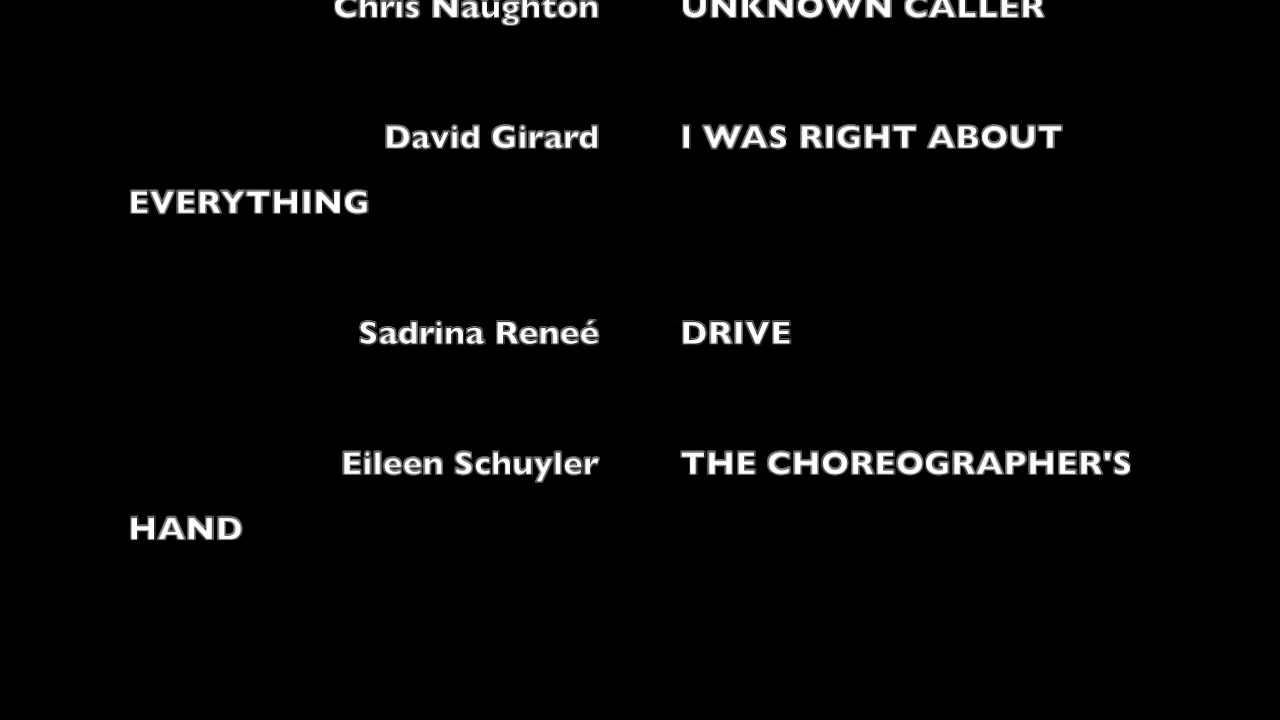 Chris Naughton UNKNOWN CALLER
David Girard I WAS RIGHT ABOUT
EVERYTHING
Sadrina Reneé DRIVE
Eileen Schuyler THE CHOREOGRAPHER'S
HAND